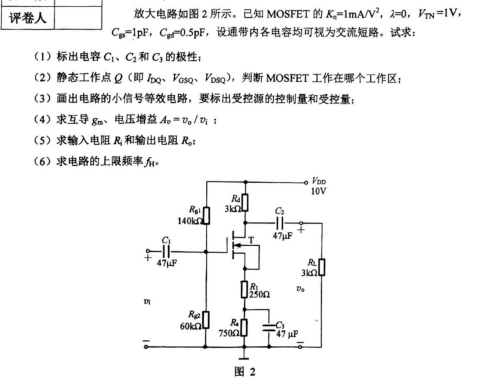 评卷人
放大电路如图 2 所示。已知 MOSFET 的 Kn=1mA/V², λ=0, VTN=1V,
Cgs=1pF, Cgd=0.5pF, 设通带内各电容均可视为交流短路。试求:
(1) 标出电容 C1、C2 和 C3 的极性;
(2) 静态工作点 Q (即 IDQ、VGSQ、VDSQ), 判断 MOSFET 工作在哪个工作区;
(3) 画出电路的小信号等效电路, 要标出受控源的控制量和受控量;
(4) 求互导 gm、电压增益 Av = vo / vi ;
(5) 求输入电阻 Ri 和输出电阻 Ro;
(6) 求电路的上限频率 fH。
VDD
10V
Rd
3kΩ
Rg1
140kΩ
C2
47μF
+
T
C1
+
47μF
RL
3kΩ
R1
250Ω
vi
vo
Rg2
60kΩ
Rs
750Ω
C3
47 μF
−
−
图 2